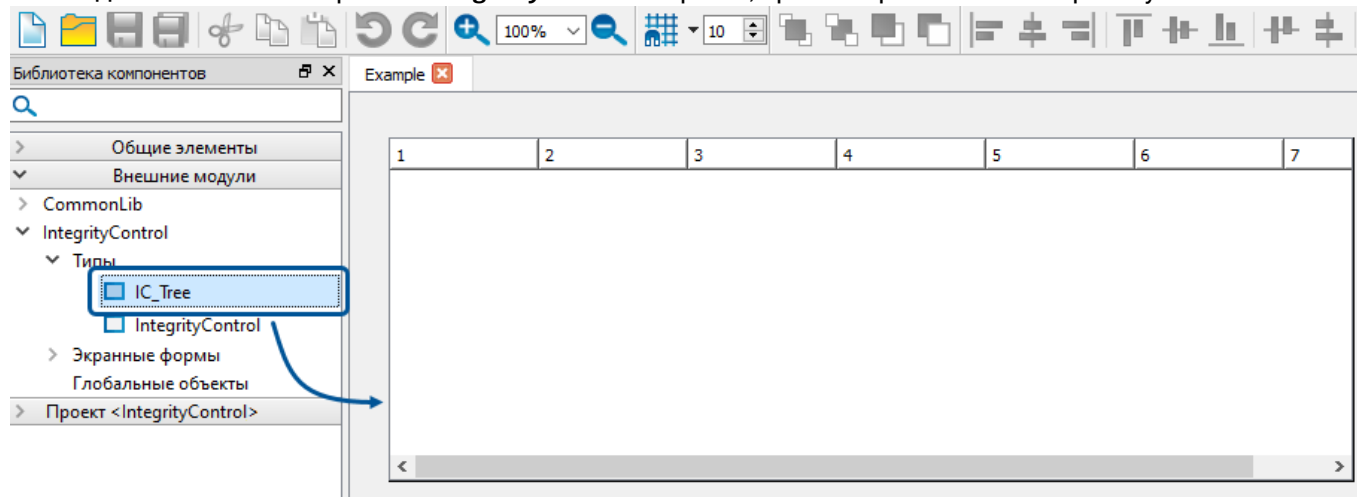 100%
10
Библиотека компонентов
Example
Общие элементы
1 2 3 4 5 6 7
Внешние модули
CommonLib
IntegrityControl
Типы
IC_Tree
IntegrityControl
Экранные формы
Глобальные объекты
Проект <IntegrityControl>